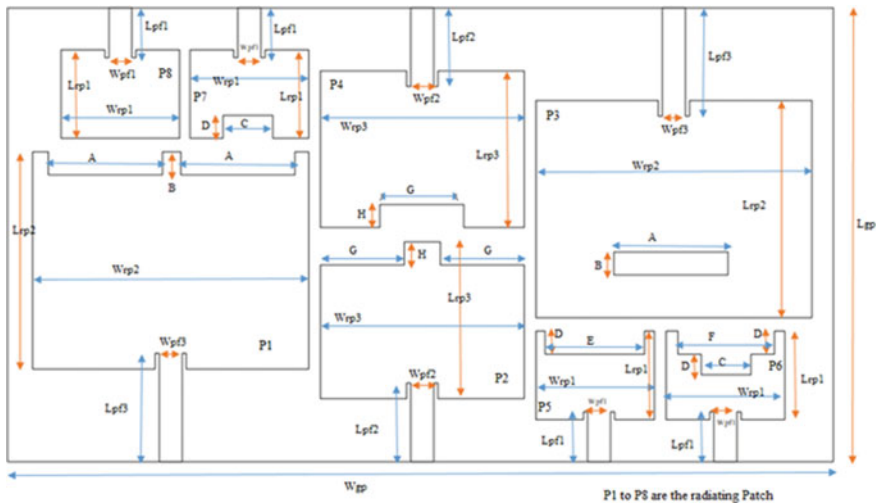 Lpf1
Wpf1
Lrp1
P8
Wrp1
Lpf1
Wpf1
Wrp1
P7
Lrp1
D
C
Lpf2
P4
Wpf2
Wrp3
Lrp3
G
H
Lpf3
P3
Wpf3
Wrp2
Lrp2
A
B
Lgp
A
B
A
Lrp2
Wrp2
Wpf3
P1
Lpf3
G
H
G
Lrp3
Wrp3
Wpf2
P2
Lpf2
D
E
Lrp1
Wrp1
P5
Wpf1
Lpf1
D
F
D
C
P6
Wrp1
Lrp1
Wpf1
Lpf1
Wgp
P1 to P8 are the radiating Patch